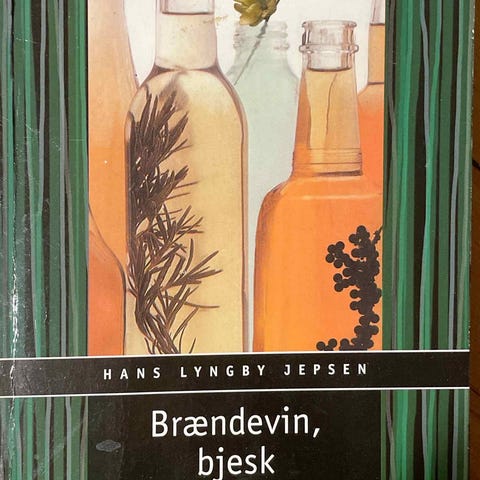 HANS LYNGBY JEPSEN
Brændevin,
bjesk